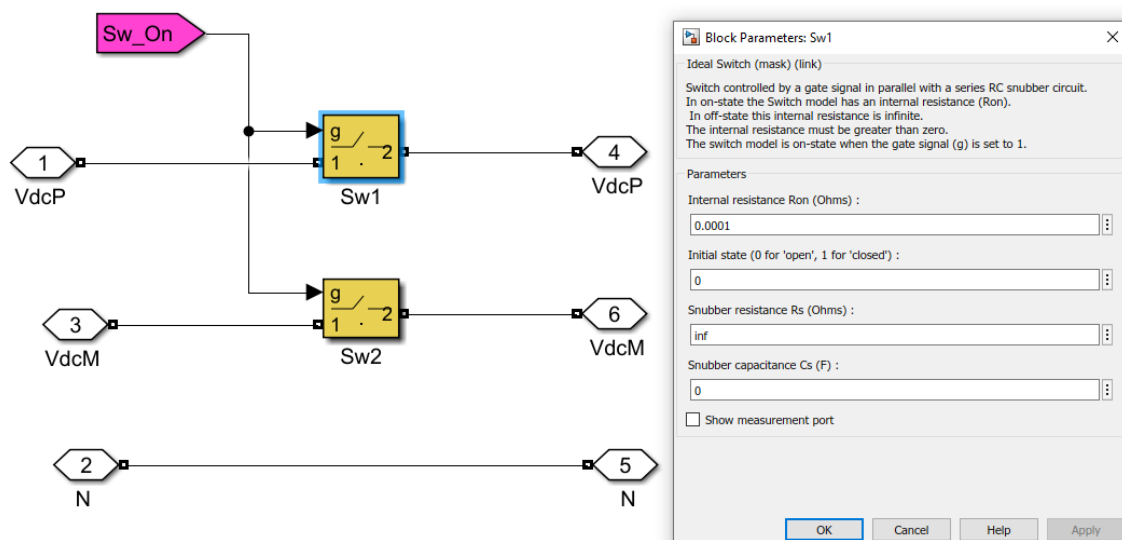 Sw_On
g
1
2
Sw1
1
VdcP
4
VdcP
g
1
2
Sw2
3
VdcM
6
VdcM
2
N
5
N
Block Parameters: Sw1
Ideal Switch (mask) (link)
Switch controlled by a gate signal in parallel with a series RC snubber circuit.
In on-state the Switch model has an internal resistance (Ron).
In off-state this internal resistance is infinite.
The internal resistance must be greater than zero.
The switch model is on-state when the gate signal (g) is set to 1.
Parameters
Internal resistance Ron (Ohms) :
0.0001
Initial state (0 for 'open', 1 for 'closed') :
0
Snubber resistance Rs (Ohms) :
inf
Snubber capacitance Cs (F) :
0
Show measurement port
OK Cancel Help Apply